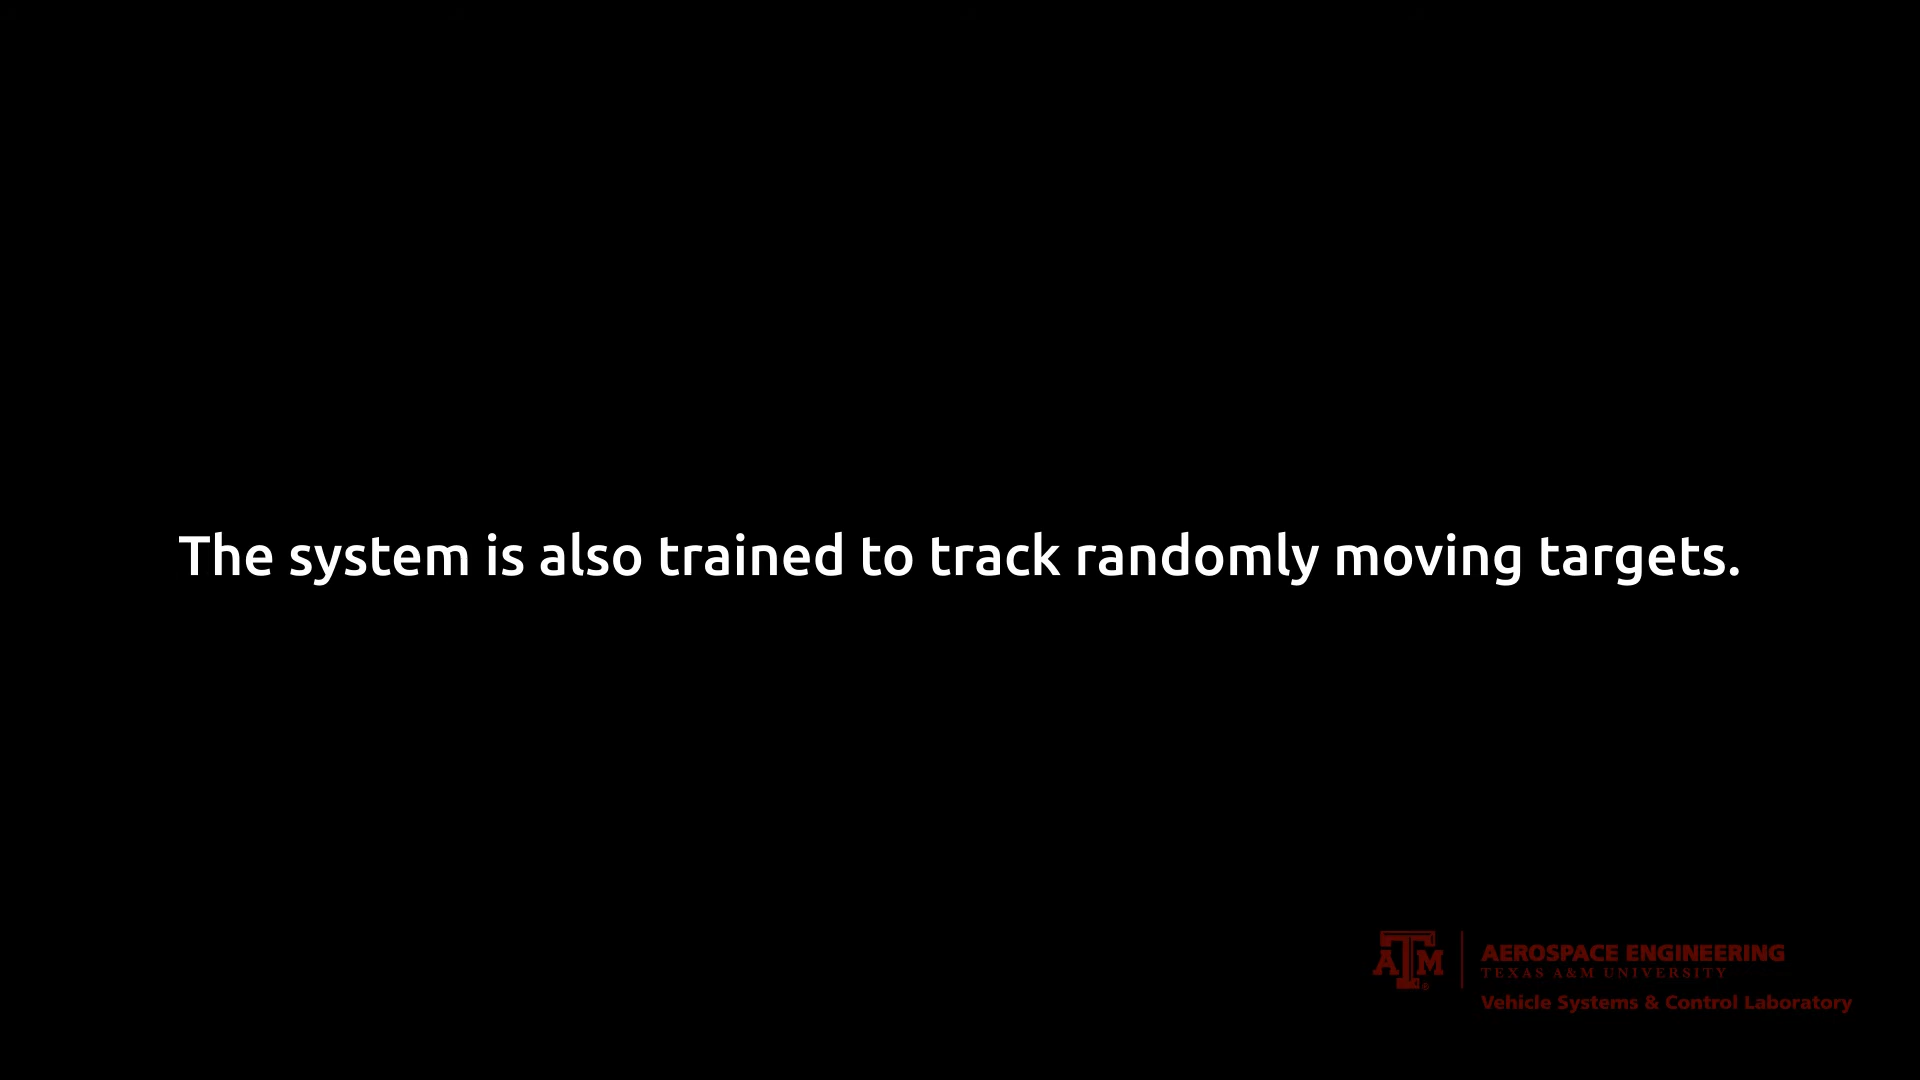 The system is also trained to track randomly moving targets.
ATM
AEROSPACE ENGINEERING
TEXAS A&M UNIVERSITY
Vehicle Systems & Control Laboratory